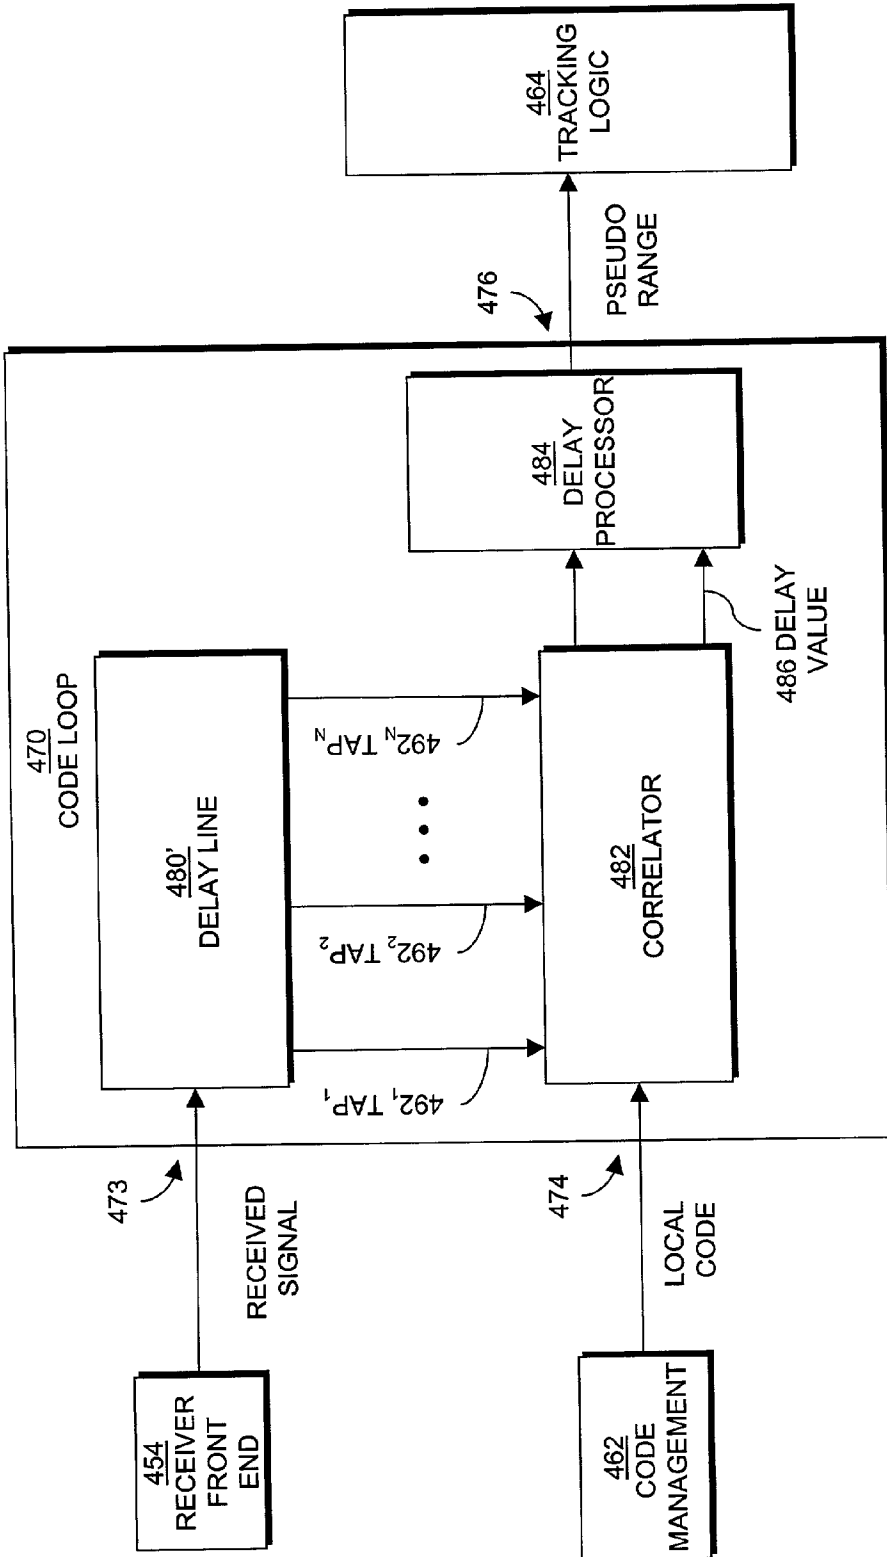 454
RECEIVER
FRONT
END
473
RECEIVED
SIGNAL
462
CODE
MANAGEMENT
474
LOCAL
CODE
470
CODE LOOP
480'
DELAY LINE
492₁ TAP₁
492₂ TAP₂
492N TAPN
482
CORRELATOR
484
DELAY
PROCESSOR
486 DELAY
VALUE
476
PSEUDO
RANGE
464
TRACKING
LOGIC